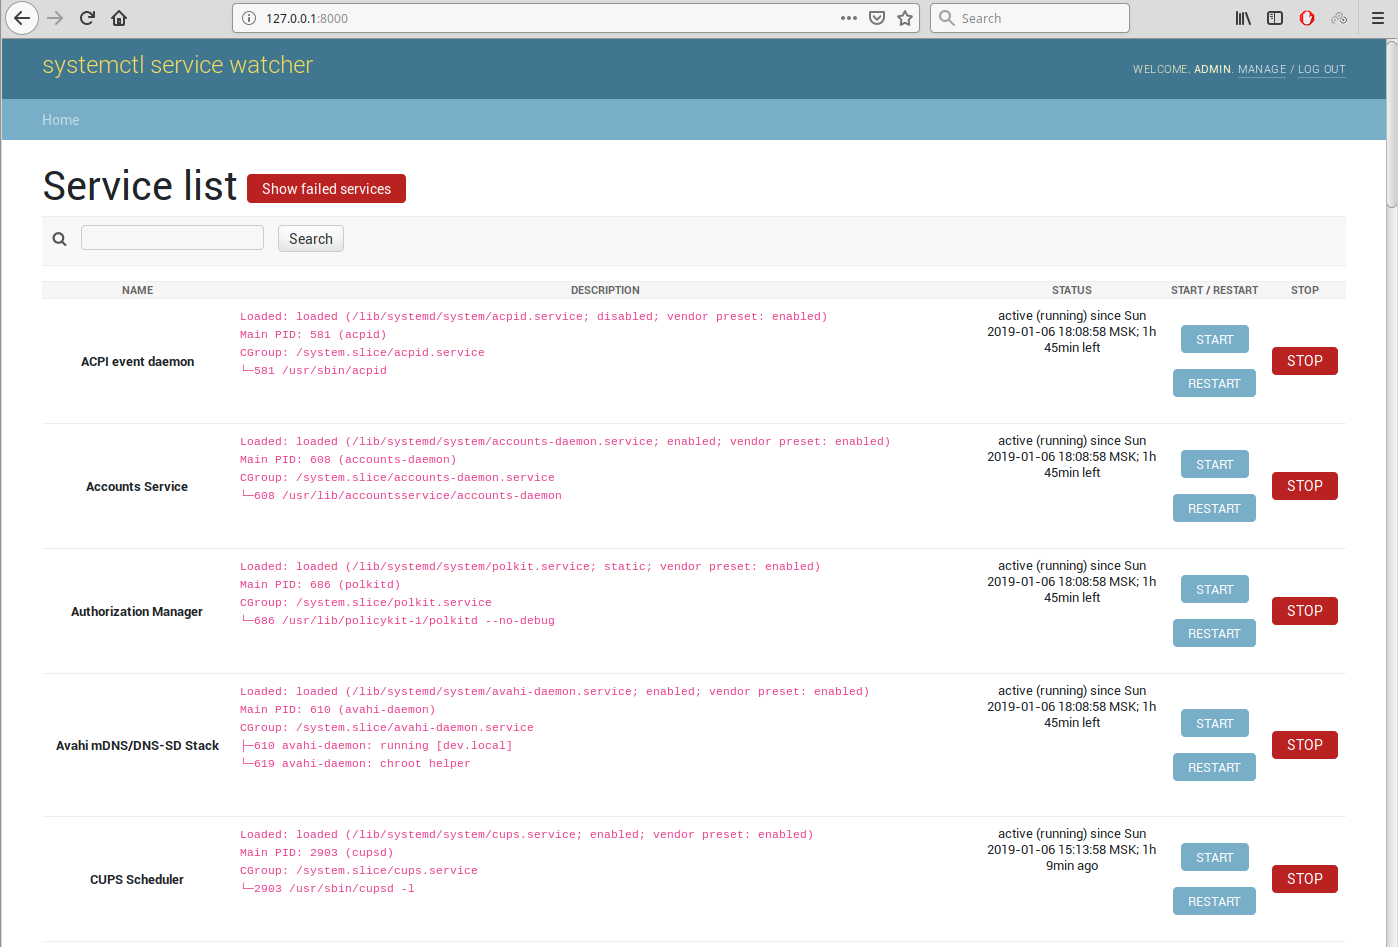 127.0.0.1:8000
Search
systemctl service watcher
WELCOME, ADMIN. MANAGE / LOG OUT
Home
Service list
Show failed services
Search
NAME DESCRIPTION STATUS START / RESTART STOP
ACPI event daemon
Loaded: loaded (/lib/systemd/system/acpid.service; disabled; vendor preset: enabled)
Main PID: 581 (acpid)
CGroup: /system.slice/acpid.service
└─581 /usr/sbin/acpid
active (running) since Sun
2019-01-06 18:08:58 MSK; 1h
45min left
START
RESTART
STOP
Accounts Service
Loaded: loaded (/lib/systemd/system/accounts-daemon.service; enabled; vendor preset: enabled)
Main PID: 608 (accounts-daemon)
CGroup: /system.slice/accounts-daemon.service
└─608 /usr/lib/accountsservice/accounts-daemon
active (running) since Sun
2019-01-06 18:08:58 MSK; 1h
45min left
START
RESTART
STOP
Authorization Manager
Loaded: loaded (/lib/systemd/system/polkit.service; static; vendor preset: enabled)
Main PID: 686 (polkitd)
CGroup: /system.slice/polkit.service
└─686 /usr/lib/policykit-1/polkitd --no-debug
active (running) since Sun
2019-01-06 18:08:58 MSK; 1h
45min left
START
RESTART
STOP
Avahi mDNS/DNS-SD Stack
Loaded: loaded (/lib/systemd/system/avahi-daemon.service; enabled; vendor preset: enabled)
Main PID: 610 (avahi-daemon)
CGroup: /system.slice/avahi-daemon.service
├─610 avahi-daemon: running [dev.local]
└─619 avahi-daemon: chroot helper
active (running) since Sun
2019-01-06 18:08:58 MSK; 1h
45min left
START
RESTART
STOP
CUPS Scheduler
Loaded: loaded (/lib/systemd/system/cups.service; enabled; vendor preset: enabled)
Main PID: 2903 (cupsd)
CGroup: /system.slice/cups.service
└─2903 /usr/sbin/cupsd -l
active (running) since Sun
2019-01-06 15:13:58 MSK; 1h
9min ago
START
RESTART
STOP